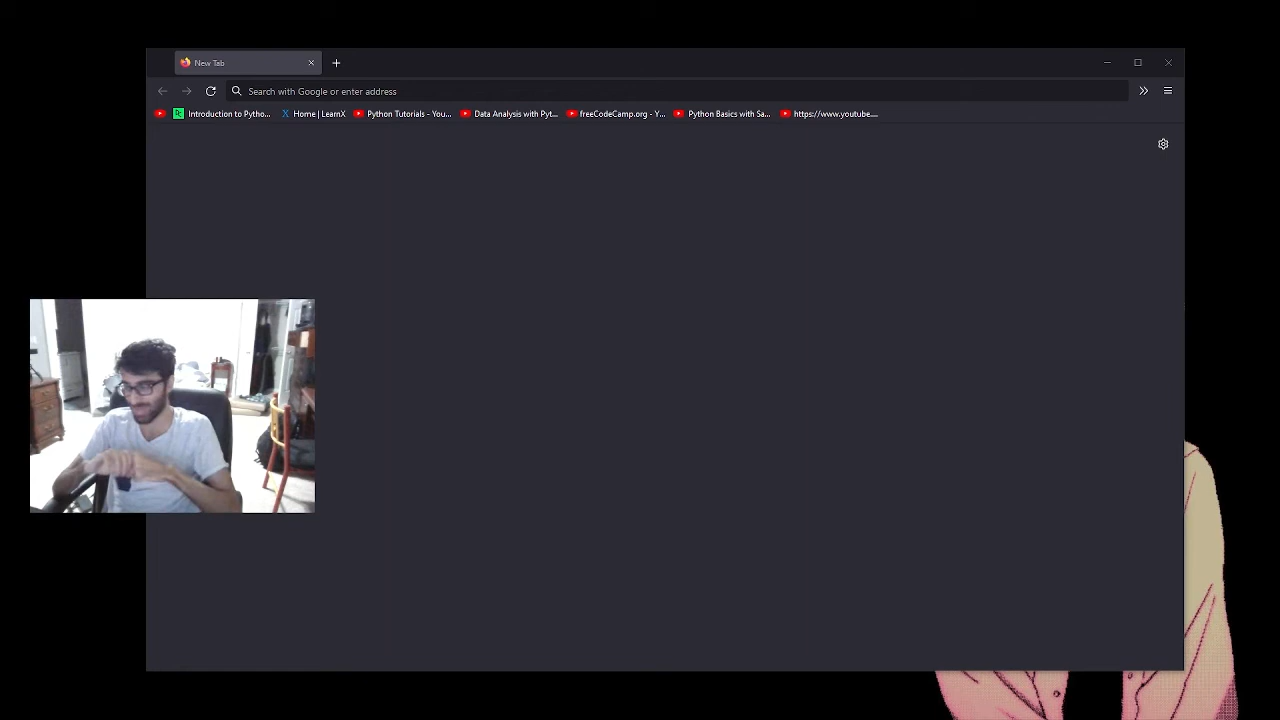 New Tab
Search with Google or enter address
Introduction to Pytho... Home | LearnX Python Tutorials - You... Data Analysis with Pyt... freeCodeCamp.org - Y... Python Basics with Sa... https://www.youtube....